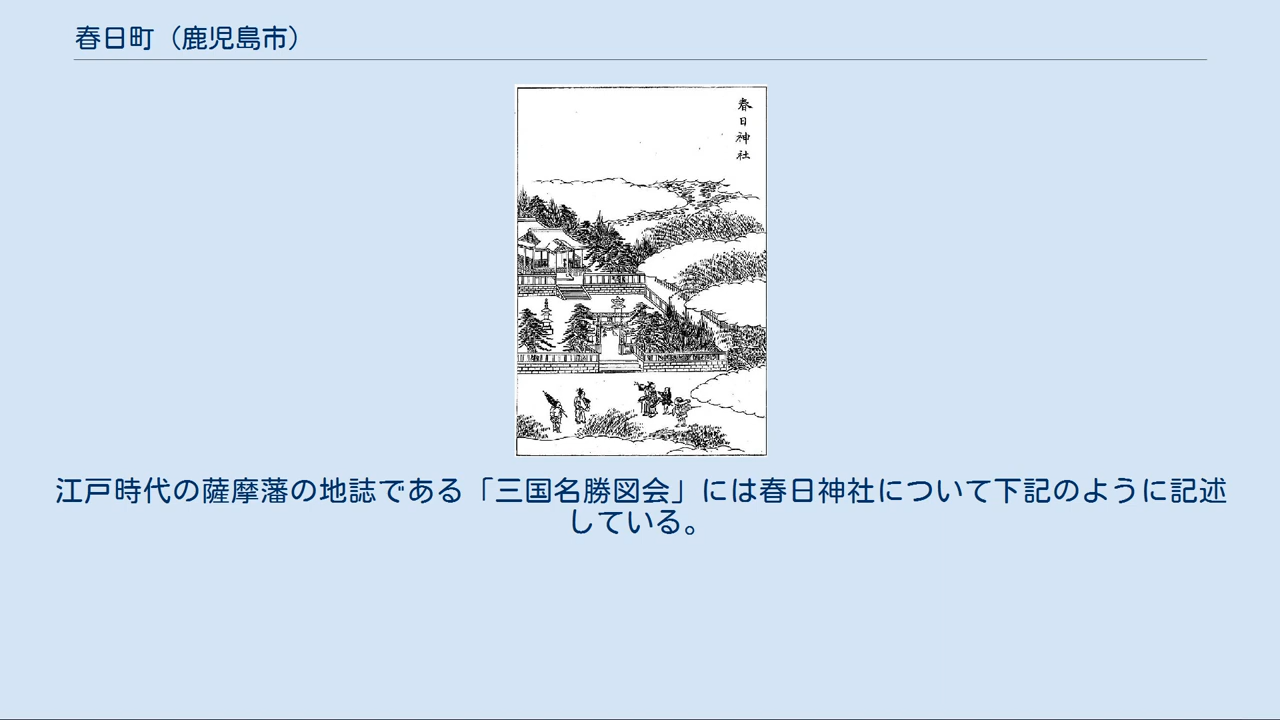 春日町（鹿児島市）
春日神社
江戸時代の薩摩藩の地誌である「三国名勝図会」には春日神社について下記のように記述
している。